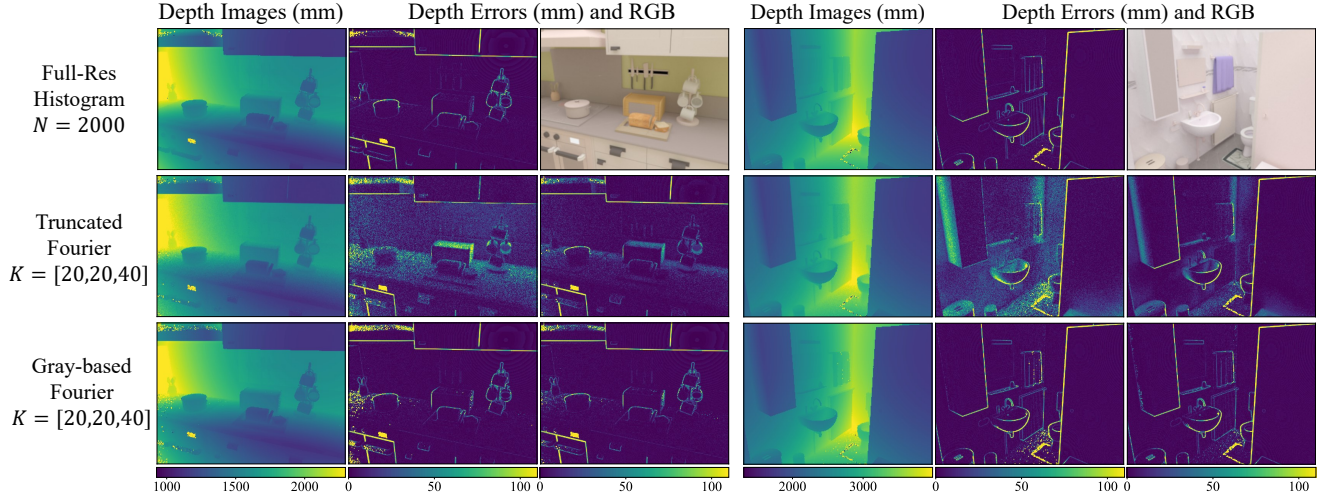 Depth Images (mm) Depth Errors (mm) and RGB Depth Images (mm) Depth Errors (mm) and RGB
Full-Res
Histogram
N = 2000
Truncated
Fourier
K = [20,20,40]
Gray-based
Fourier
K = [20,20,40]
1000 1500 2000 0 50 100 0 50 100 2000 3000 0 50 100 0 50 100